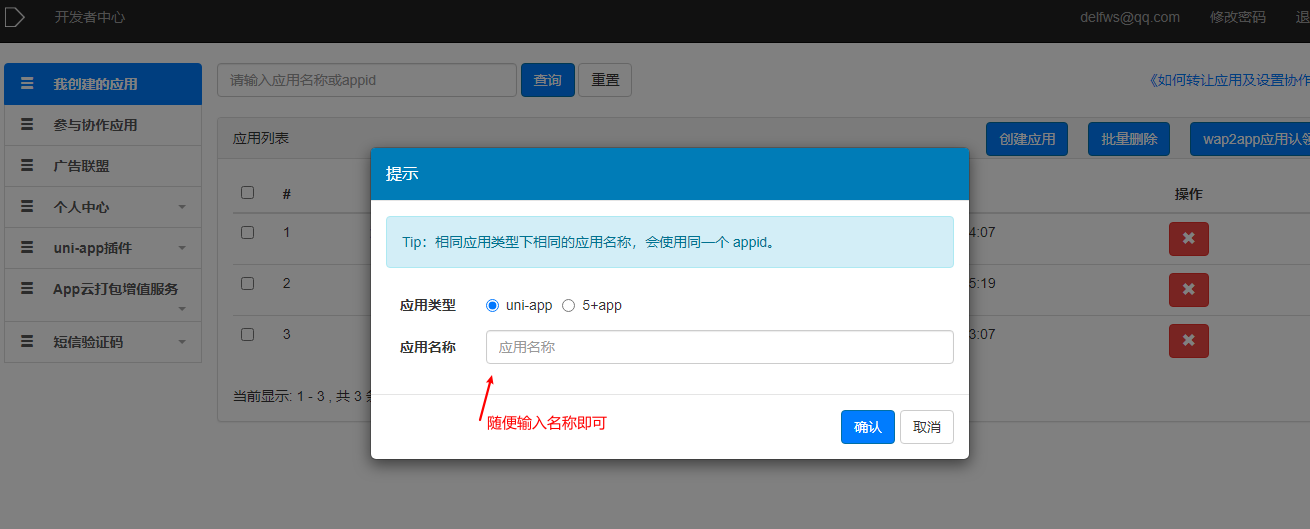 开发者中心
delfws@qq.com 修改密码 退
我创建的应用
参与协作应用
广告联盟
个人中心
uni-app插件
App云打包增值服务
短信验证码
请输入应用名称或appid 查询 重置
《如何转让应用及设置协作
应用列表 创建应用 批量删除 wap2app应用认领
# 操作
1 4:07
2 5:19
3 3:07
当前显示: 1 - 3 , 共 3 条
提示
Tip：相同应用类型下相同的应用名称，会使用同一个 appid。
应用类型 uni-app 5+app
应用名称 应用名称
随便输入名称即可
确认 取消